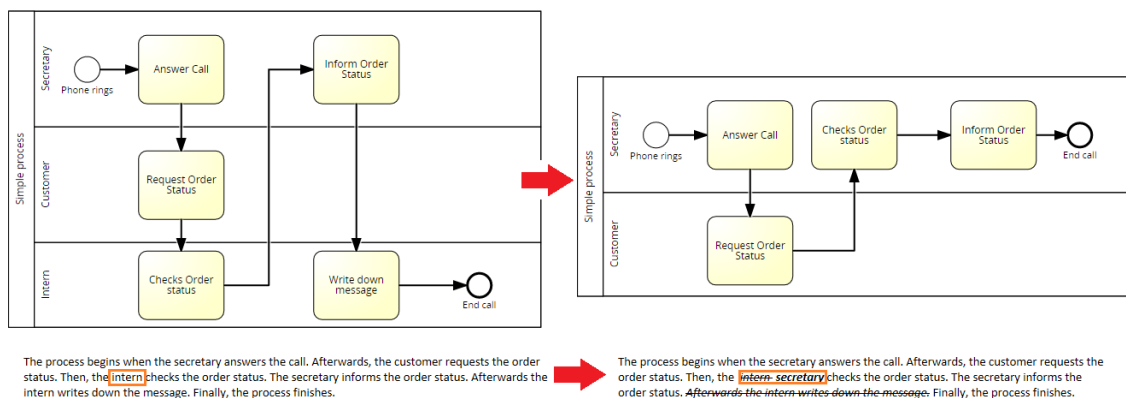 Simple process
Secretary
Phone rings
Answer Call
Inform Order
Status
Customer
Request Order
Status
Intern
Checks Order
status
Write down
message
End call
Simple process
Secretary
Phone rings
Answer Call
Checks Order
status
Inform Order
Status
End call
Customer
Request Order
Status
The process begins when the secretary answers the call. Afterwards, the customer requests the order
status. Then, the intern checks the order status. The secretary informs the order status. Afterwards the
intern writes down the message. Finally, the process finishes.
The process begins when the secretary answers the call. Afterwards, the customer requests the
order status. Then, the intern secretary checks the order status. The secretary informs the
order status. Afterwards the intern writes down the message. Finally, the process finishes.